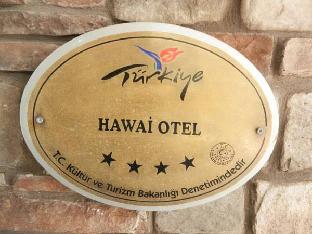 Türkiye
HAWAİ OTEL
T.C. Kültür ve Turizm Bakanlığı Denetimindedir